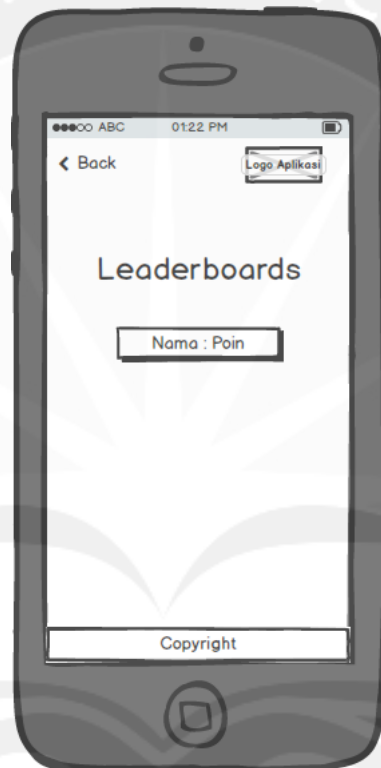 ABC 01:22 PM
Back Logo Aplikasi
Leaderboards
Nama : Poin
Copyright